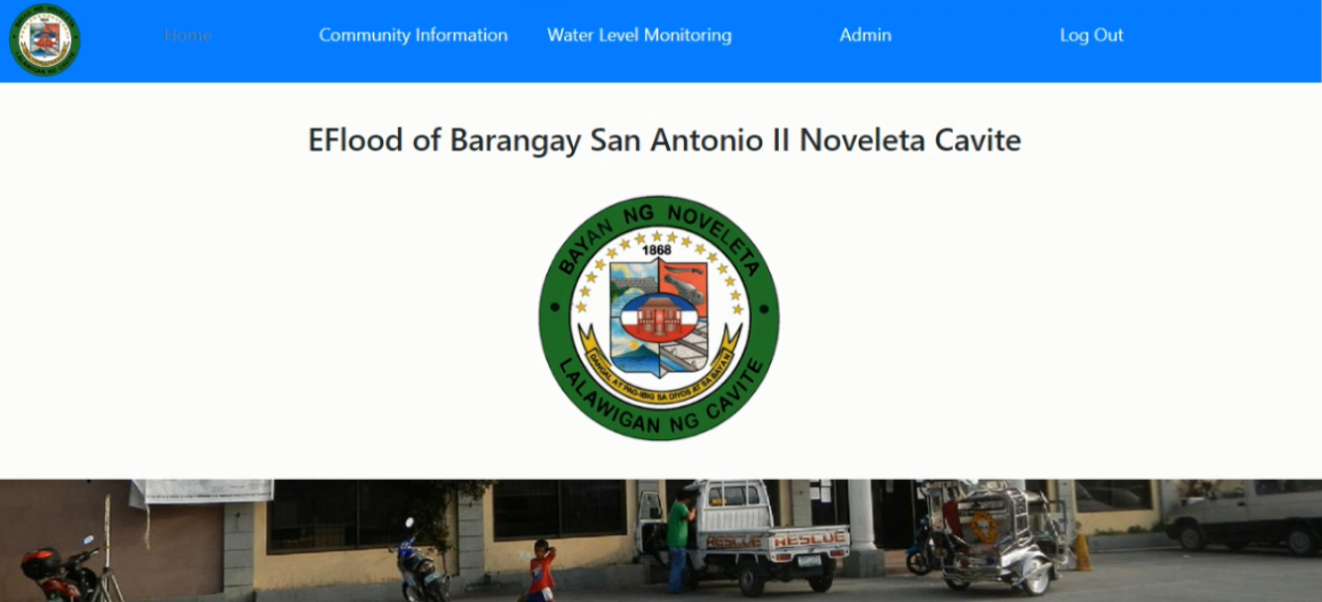 Home
Community Information
Water Level Monitoring
Admin
Log Out
EFlood of Barangay San Antonio II Noveleta Cavite
BAYAN NG NOVELETA
1868
DANGAL AT PAG-IBIG SA DIYOS AT SA BAYAN
LALAWIGAN NG CAVITE
RESCUE RESCUE